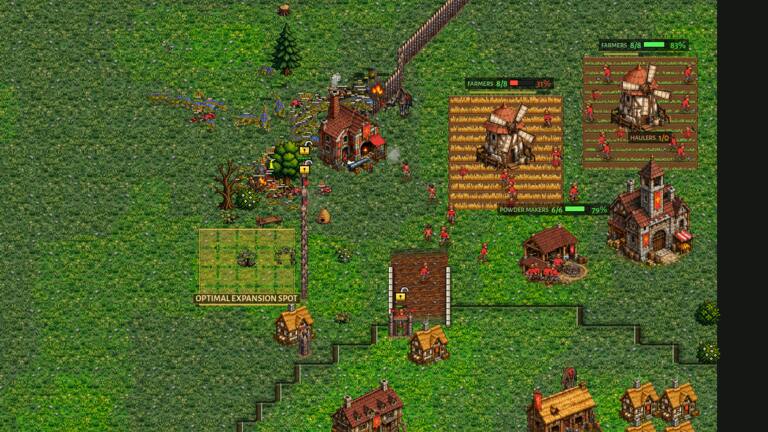 FARMERS 8/8 83%
FARMERS 8/8 31%
HAULERS 1/0
POWDER MAKERS 6/6 79%
OPTIMAL EXPANSION SPOT